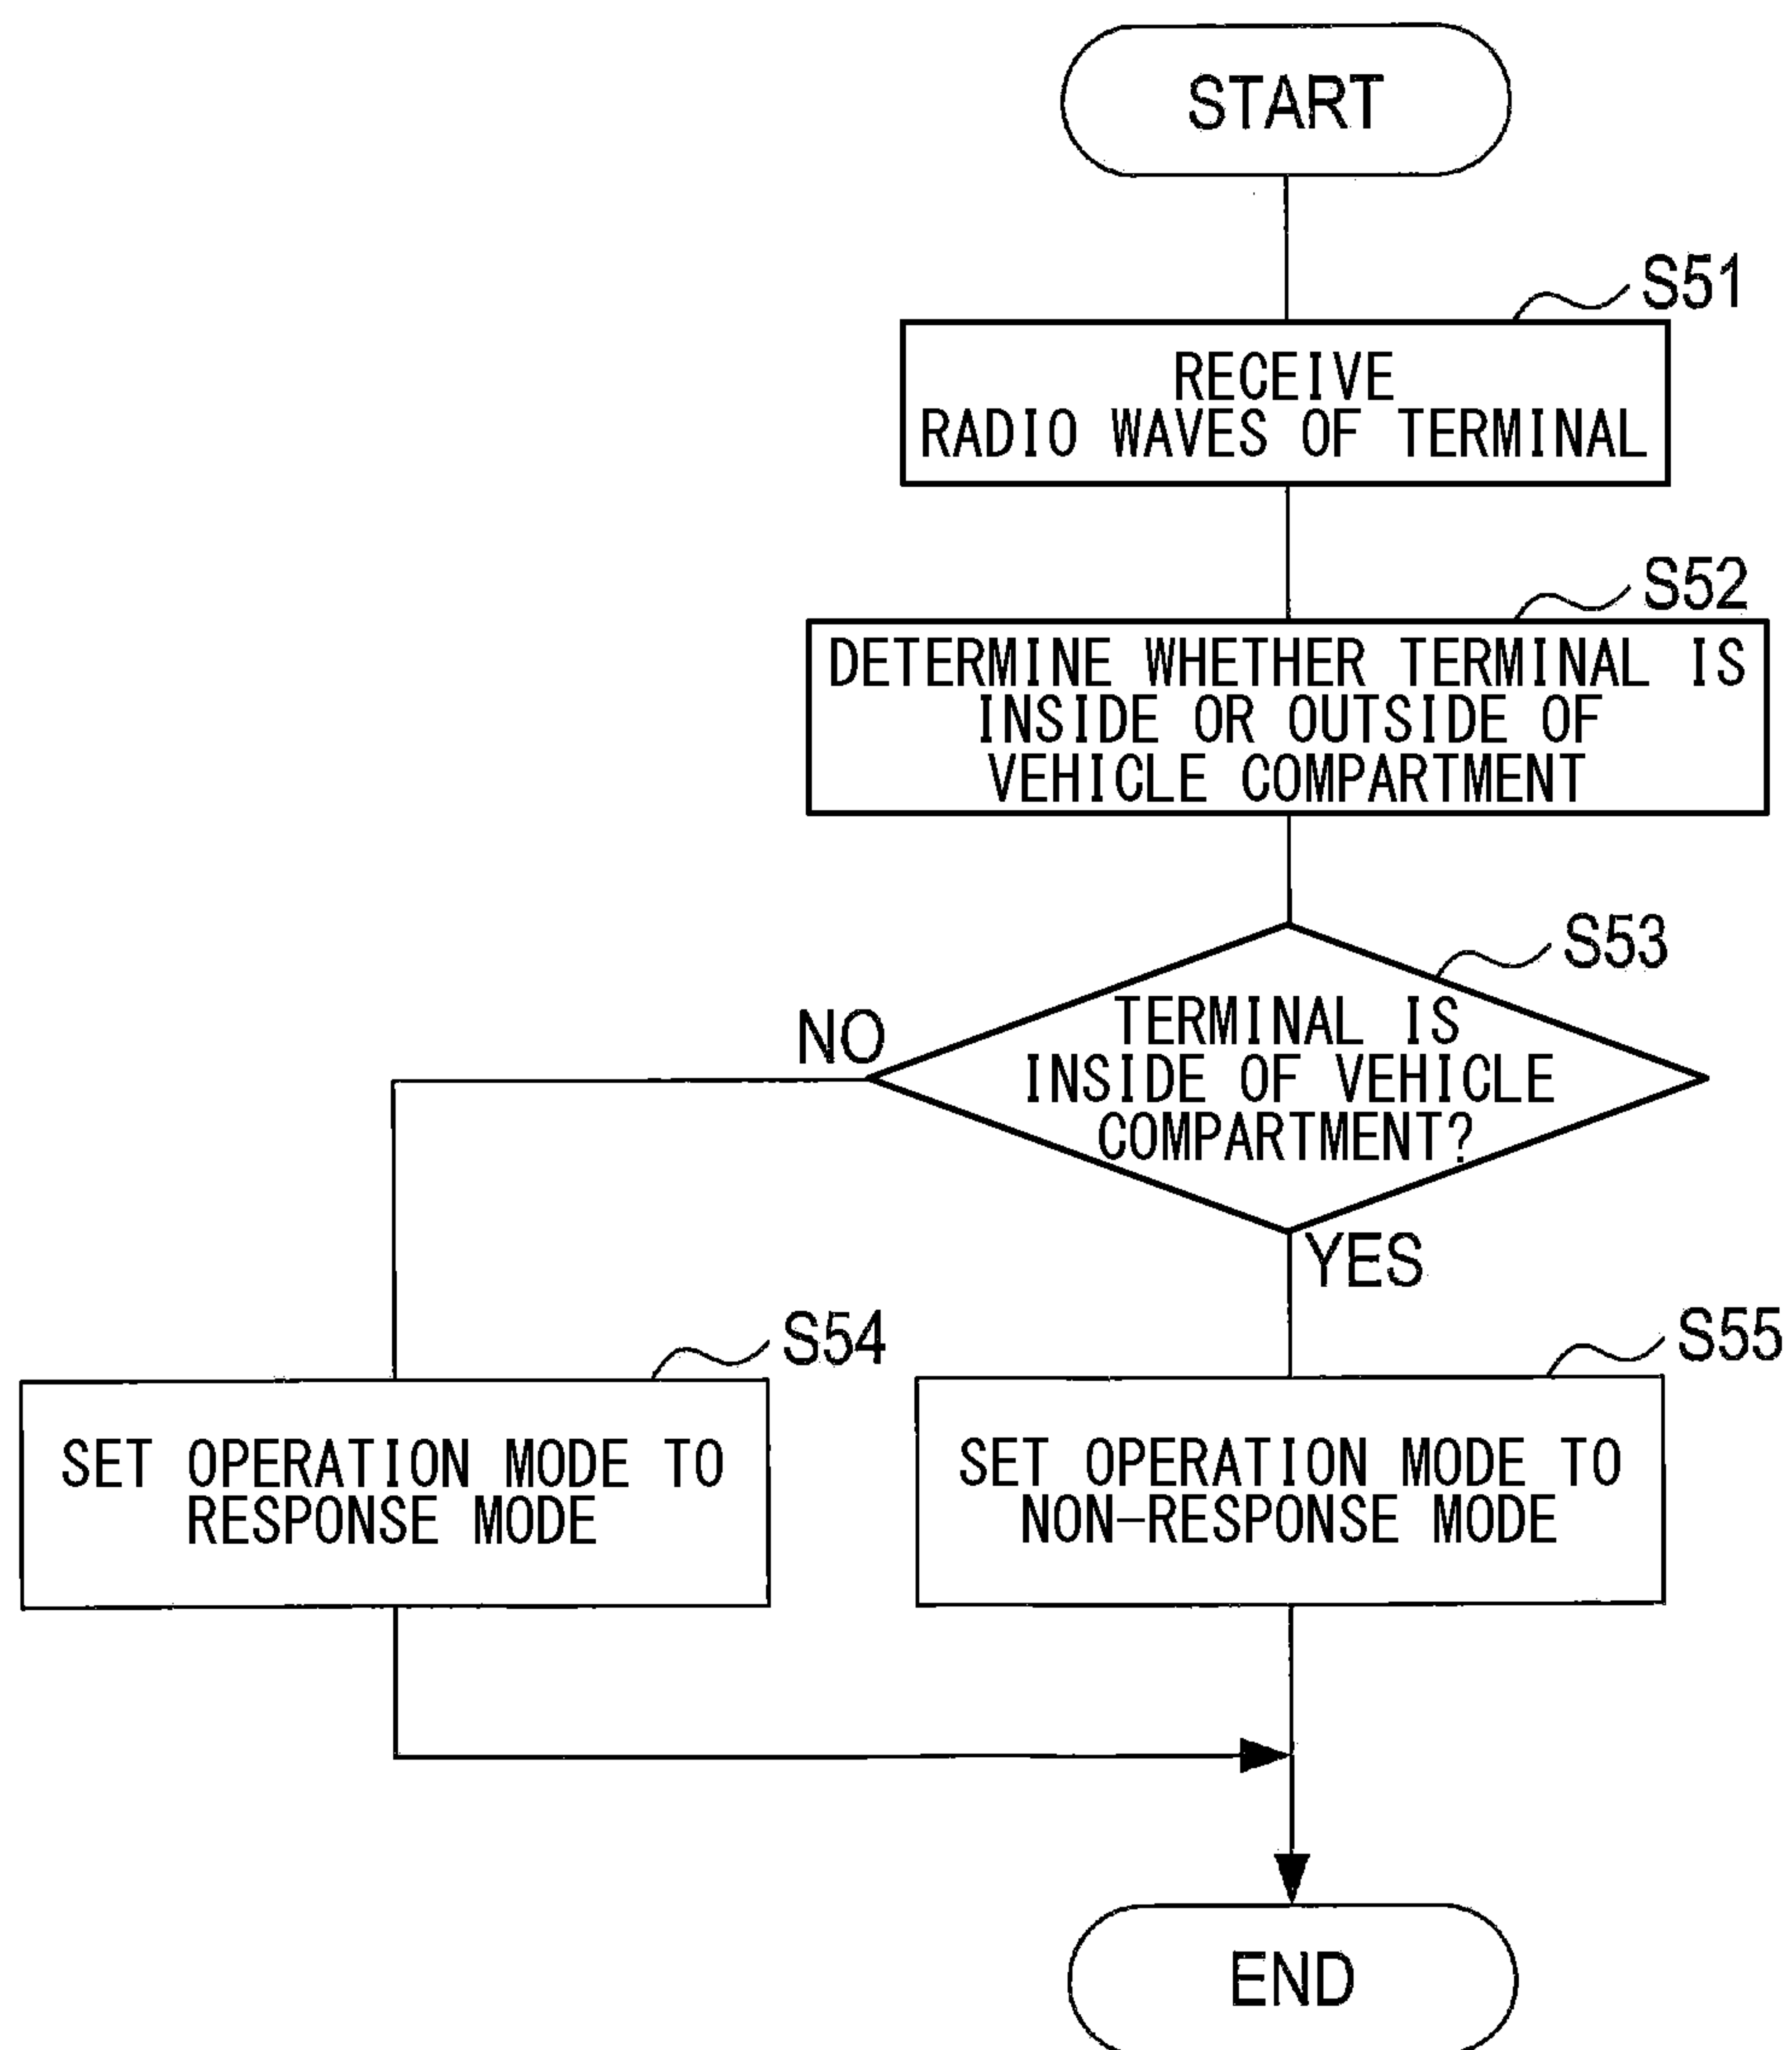 START
S51
RECEIVE
RADIO WAVES OF TERMINAL
S52
DETERMINE WHETHER TERMINAL IS
INSIDE OR OUTSIDE OF
VEHICLE COMPARTMENT
S53
TERMINAL IS
INSIDE OF VEHICLE
COMPARTMENT?
NO
YES
S54
SET OPERATION MODE TO
RESPONSE MODE
S55
SET OPERATION MODE TO
NON-RESPONSE MODE
END